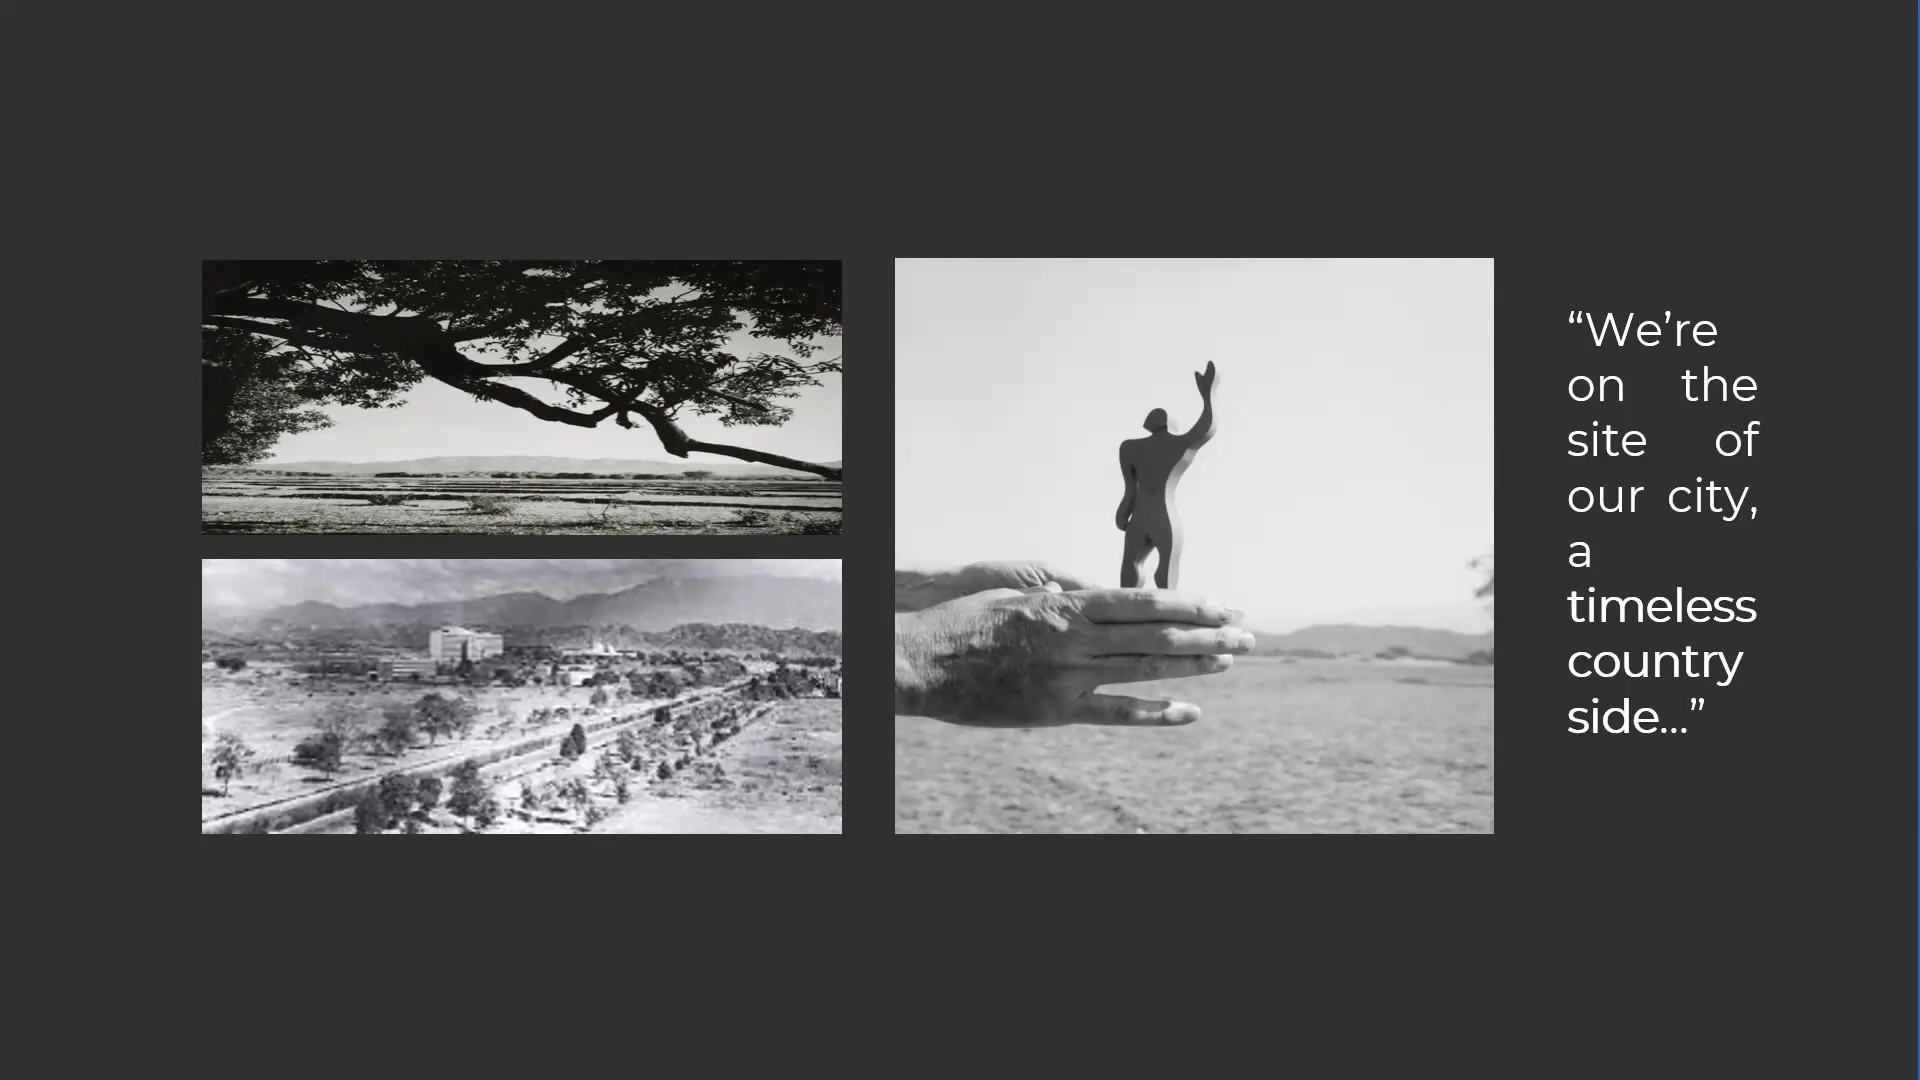 “We’re
on the
site of
our city,
a
timeless
country
side...”